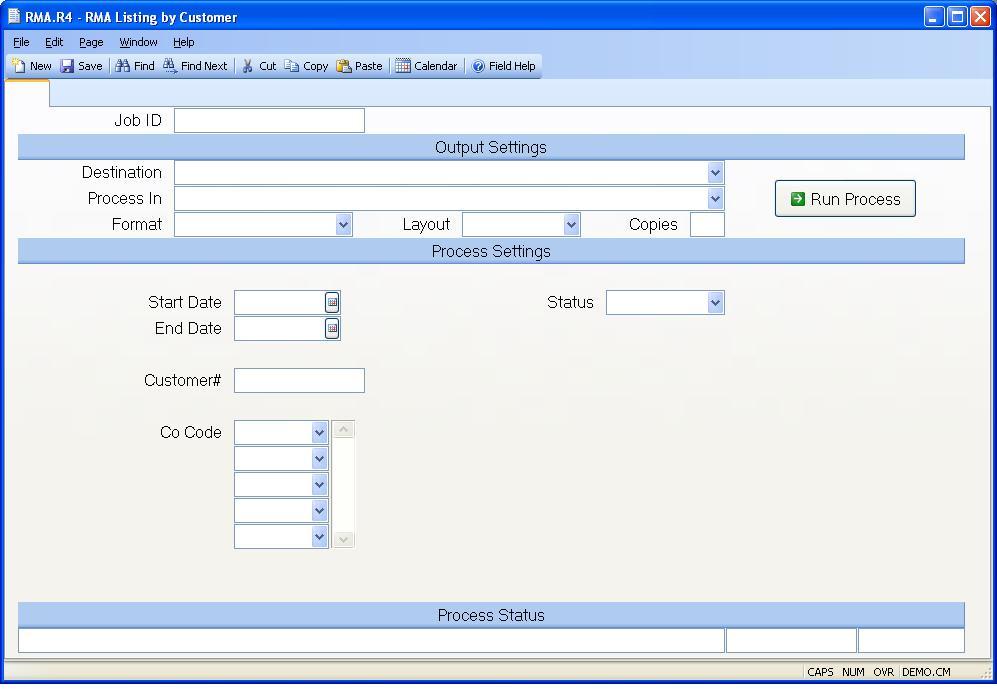 RMA.R4 - RMA Listing by Customer
File Edit Page Window Help
New Save Find Find Next Cut Copy Paste Calendar Field Help
Job ID
Output Settings
Destination
Process In
Run Process
Format Layout Copies
Process Settings
Start Date Status
End Date
Customer#
Co Code
Process Status
CAPS NUM OVR DEMO.CM